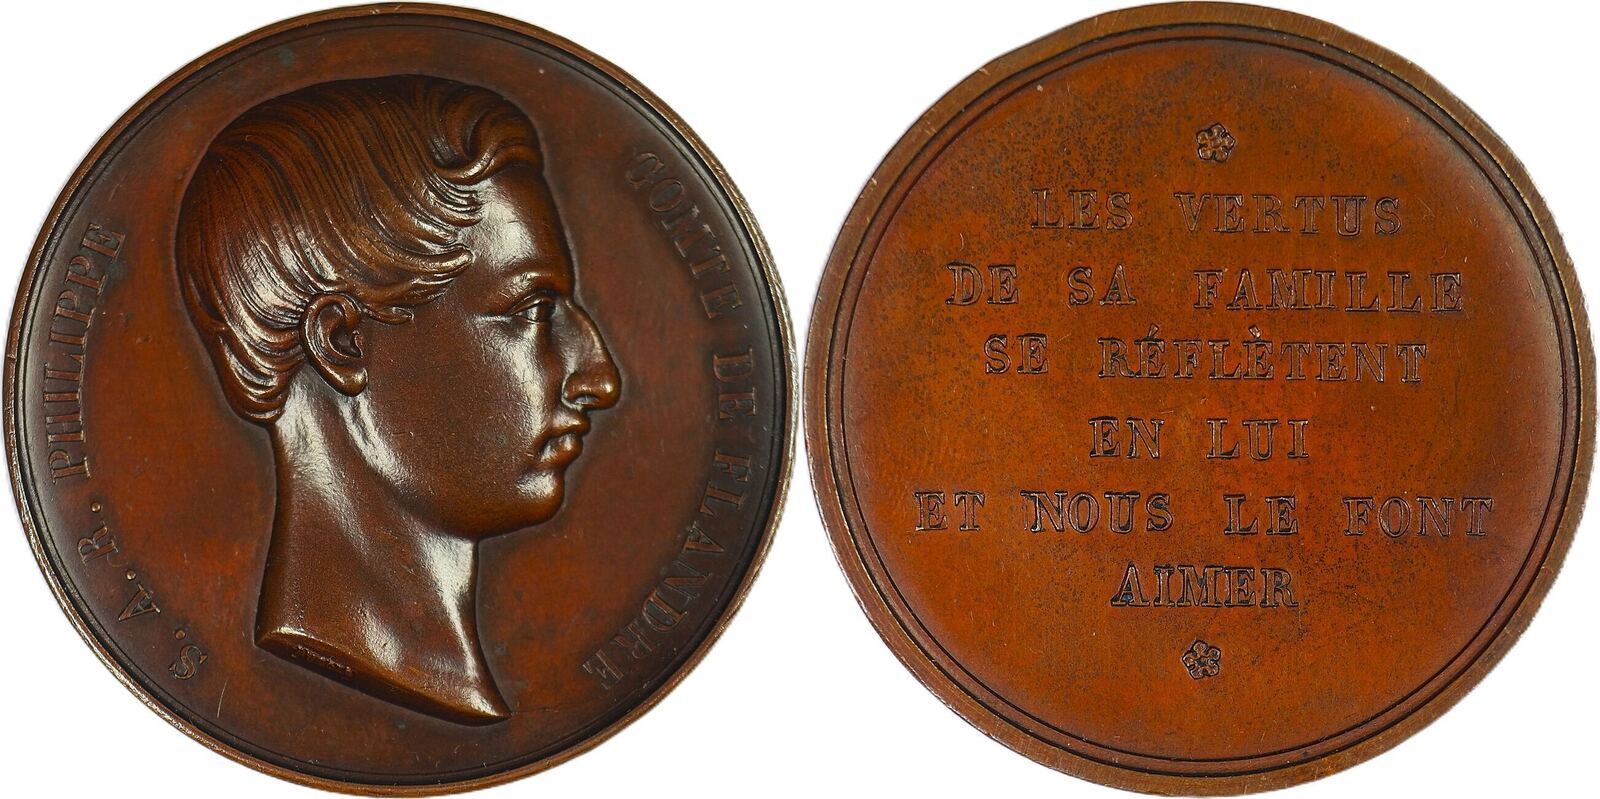 S. A. R. PHILIPPE
COMTE DE FLANDRE
LES VERTUS
DE SA FAMILLE
SE RÉFLÈTENT
EN LUI
ET NOUS LE FONT
AIMER